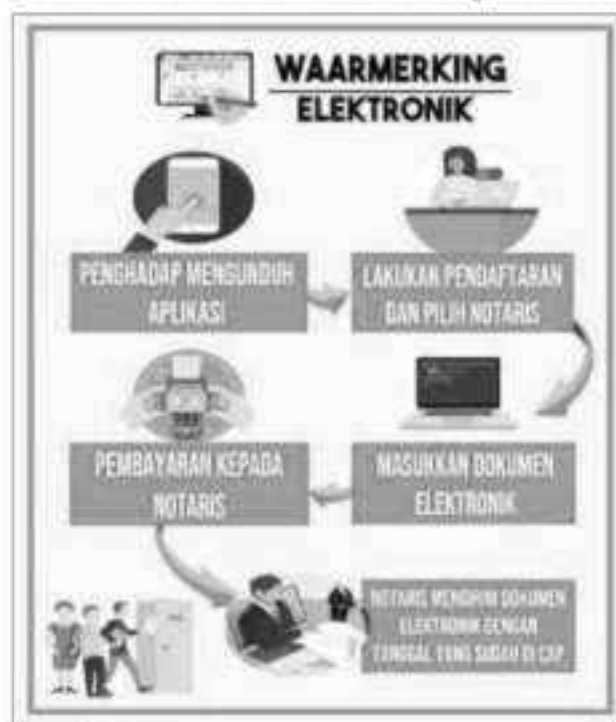 WAARMERKING
ELEKTRONIK
PENGHADAP MENGUNDUH
APLIKASI
LAKUKAN PENDAFTARAN
DAN PILIH NOTARIS
MASUKKAN DOKUMEN
ELEKTRONIK
PEMBAYARAN KEPADA
NOTARIS
NOTARIS MENGIRIM DOKUMEN
ELEKTRONIK DENGAN
TANGGAL YANG SUDAH DI CAP